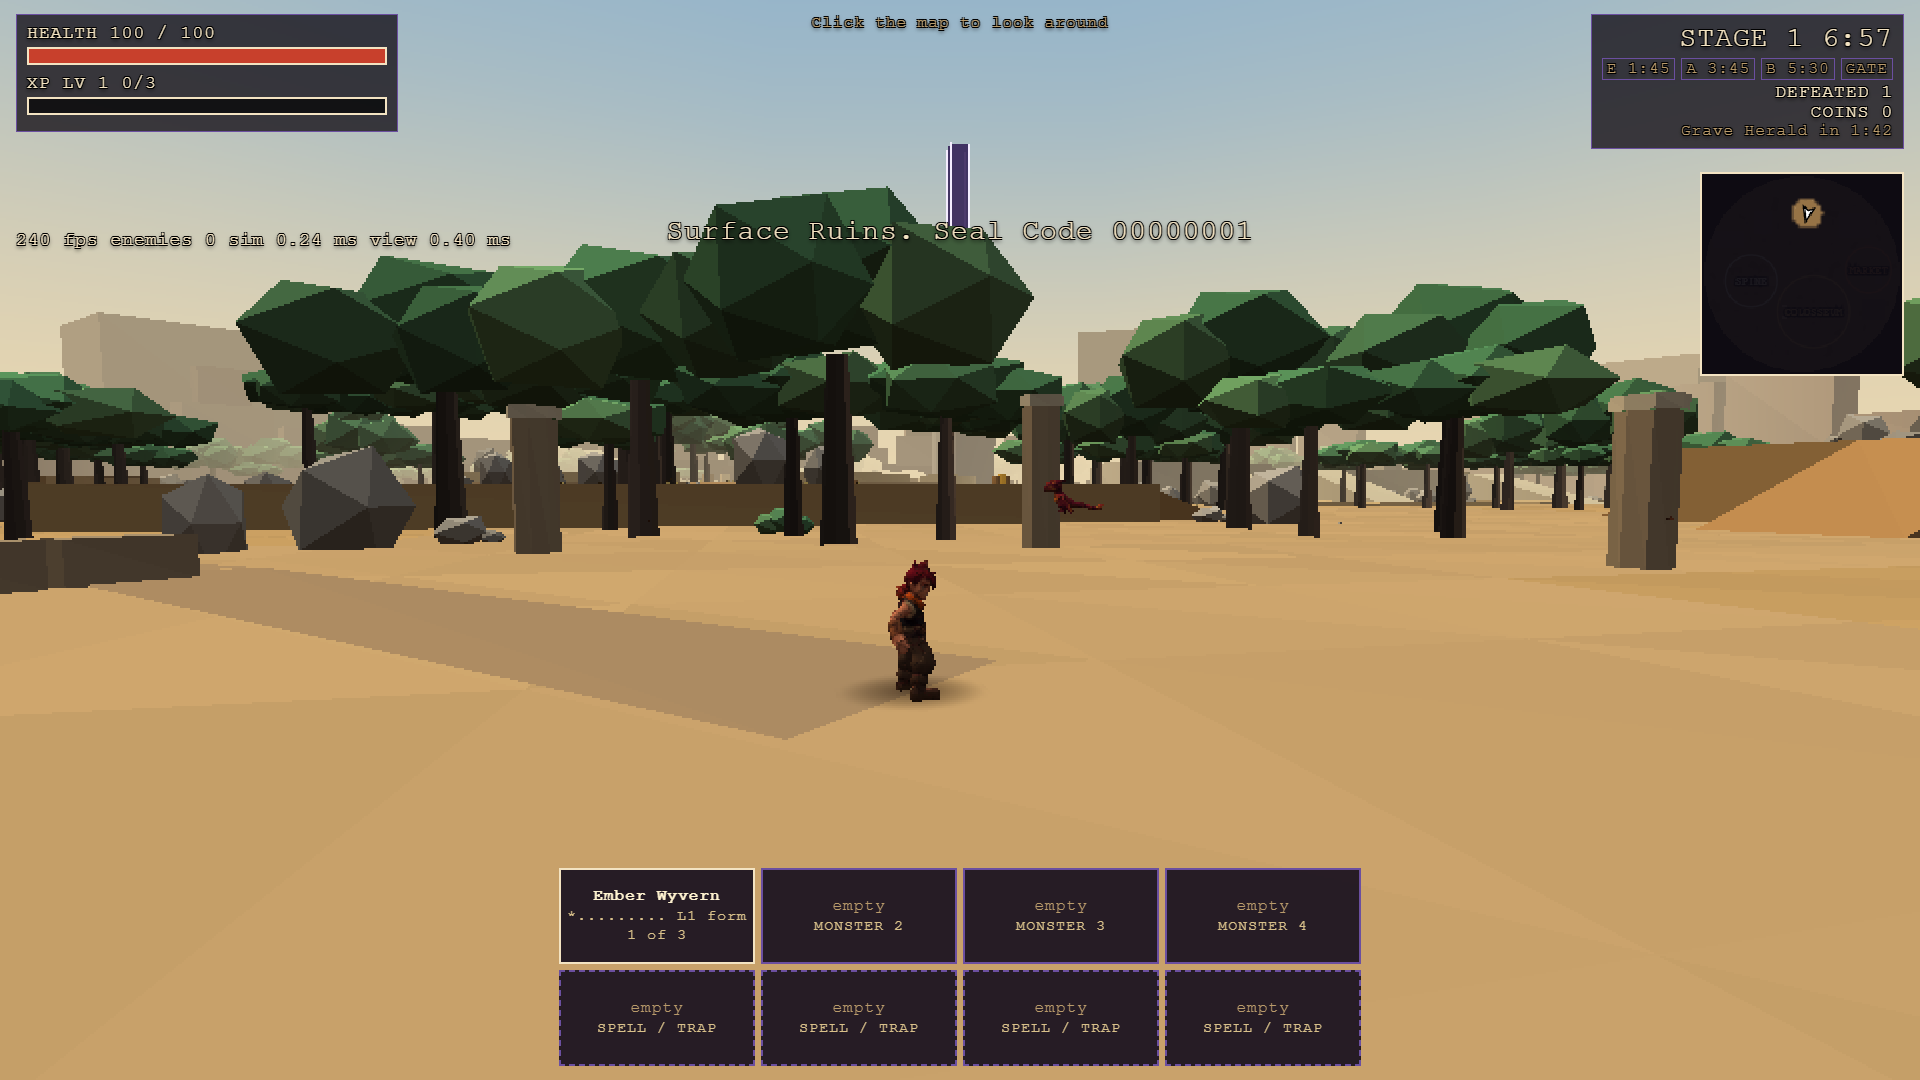 HEALTH 100 / 100
XP LV 1 0/3
Click the map to look around
STAGE 1 6:57
E 1:45 A 3:45 B 5:30 GATE
DEFEATED 1
COINS 0
Grave Herald in 1:42
240 fps enemies 0 sim 0.24 ms view 0.40 ms
Surface Ruins. Seal Code 00000001
Ember Wyvern
*......... L1 form
1 of 3
empty
MONSTER 2
empty
MONSTER 3
empty
MONSTER 4
empty
SPELL / TRAP
empty
SPELL / TRAP
empty
SPELL / TRAP
empty
SPELL / TRAP